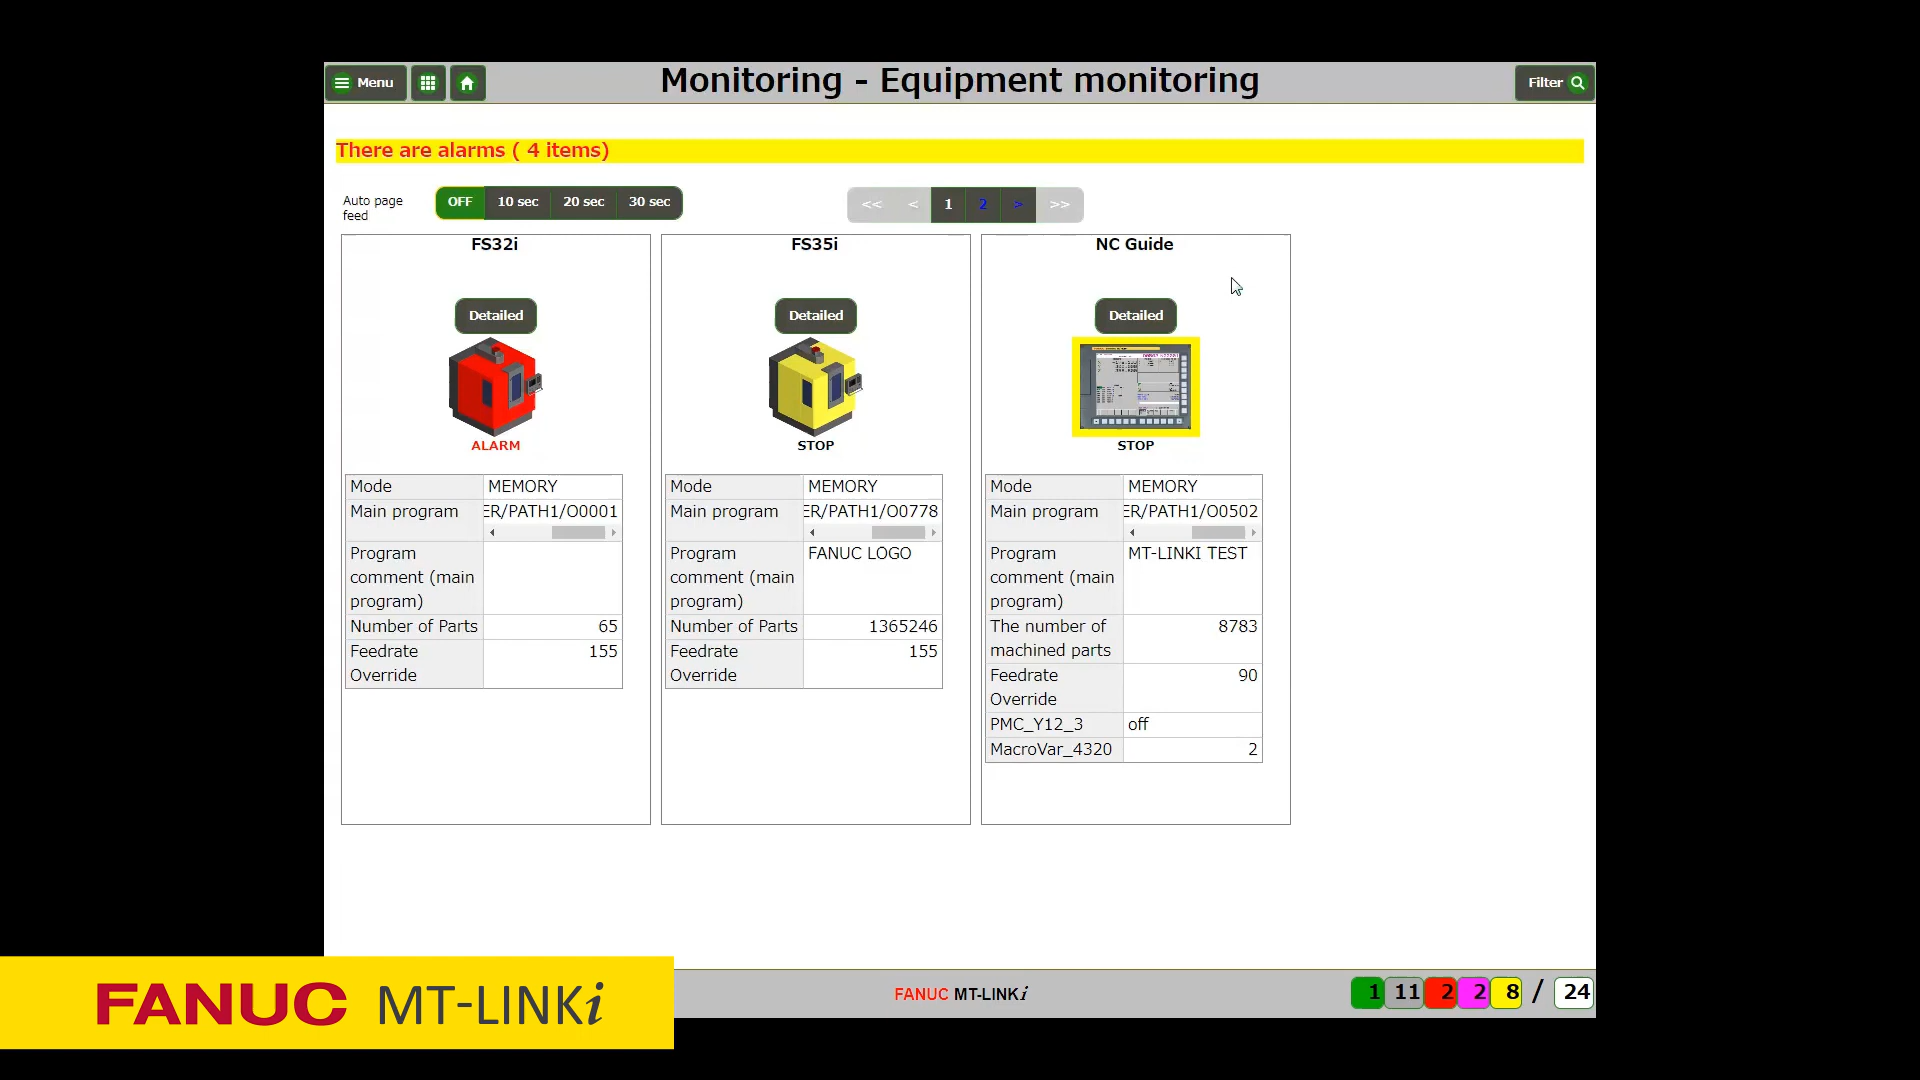 Menu
Monitoring - Equipment monitoring
Filter
There are alarms ( 4 items)
Auto page
feed
OFF 10 sec 20 sec 30 sec
<< < 1 2 > >>
FS32i
Detailed
ALARM
Mode MEMORY
Main program ER/PATH1/O0001
Program
comment (main
program)
Number of Parts 65
Feedrate 155
Override
FS35i
Detailed
STOP
Mode MEMORY
Main program ER/PATH1/O0778
Program FANUC LOGO
comment (main
program)
Number of Parts 1365246
Feedrate 155
Override
NC Guide
Detailed
STOP
Mode MEMORY
Main program ER/PATH1/O0502
Program MT-LINKI TEST
comment (main
program)
The number of 8783
machined parts
Feedrate 90
Override
PMC_Y12_3 off
MacroVar_4320 2
FANUC MT-LINKi
FANUC MT-LINKi
1 11 2 2 8 / 24